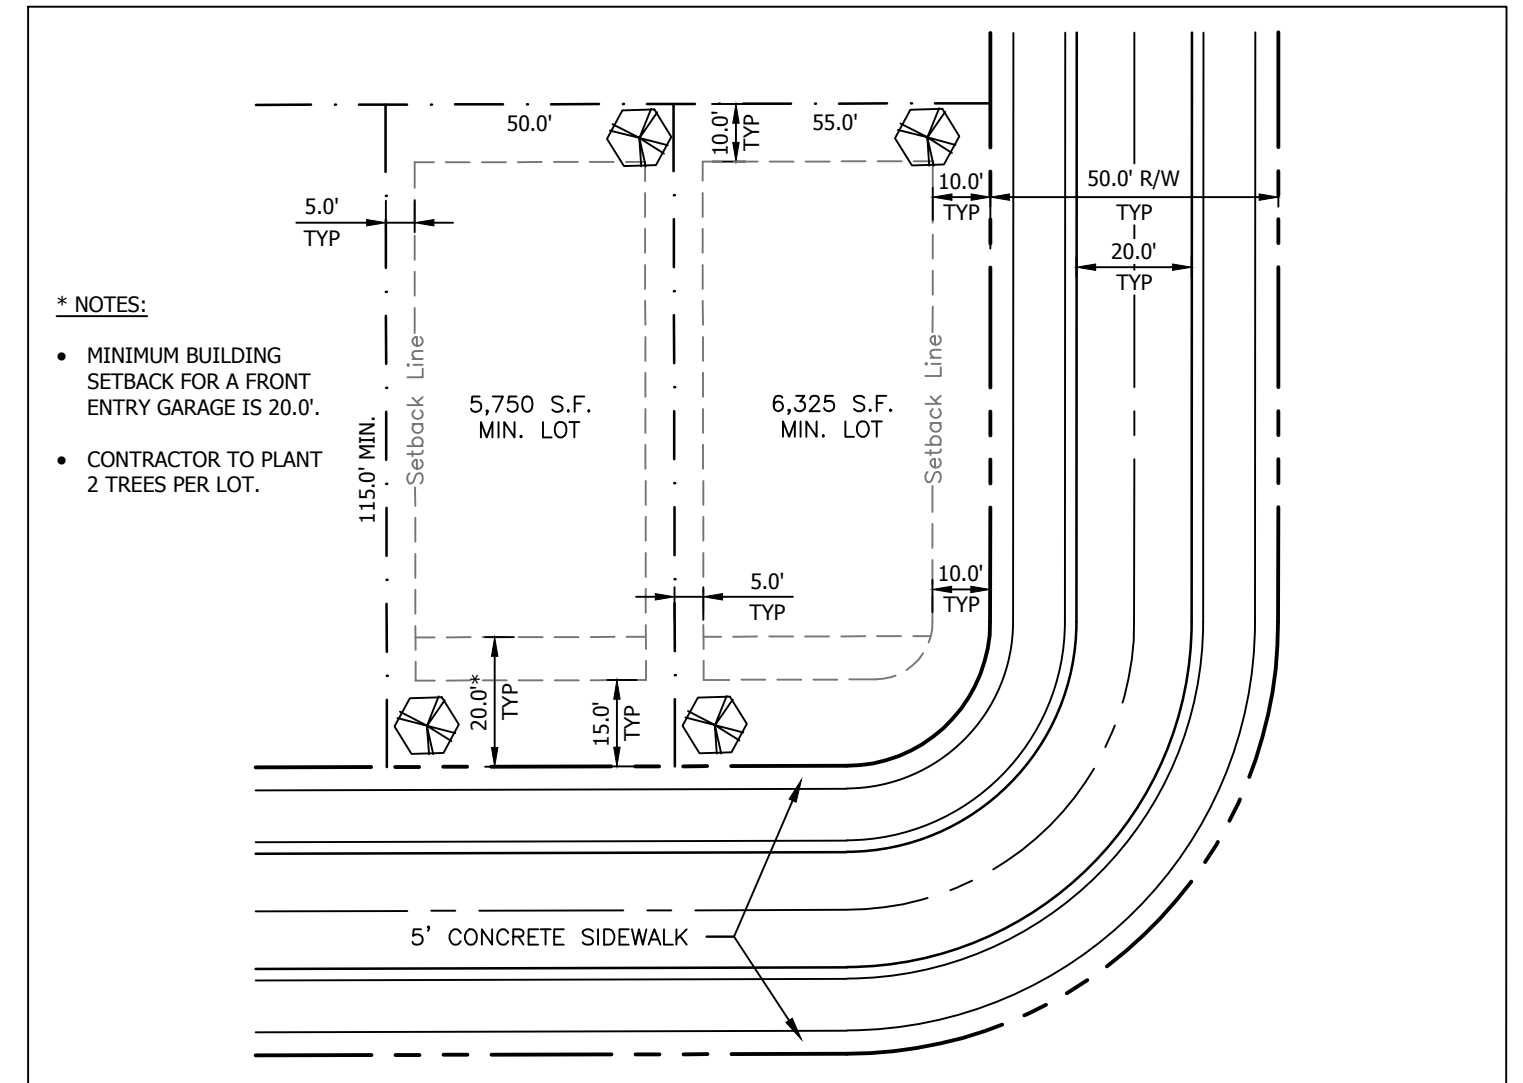 50.0'
10.0'
TYP
55.0'
10.0'
TYP
50.0' R/W
TYP
5.0'
TYP
20.0'
TYP
* NOTES:
• MINIMUM BUILDING
SETBACK FOR A FRONT
ENTRY GARAGE IS 20.0'.
• CONTRACTOR TO PLANT
2 TREES PER LOT.
115.0' MIN.
Setback Line
5,750 S.F.
MIN. LOT
6,325 S.F.
MIN. LOT
Setback Line
5.0'
TYP
10.0'
TYP
20.0'*
TYP
15.0'
TYP
5' CONCRETE SIDEWALK